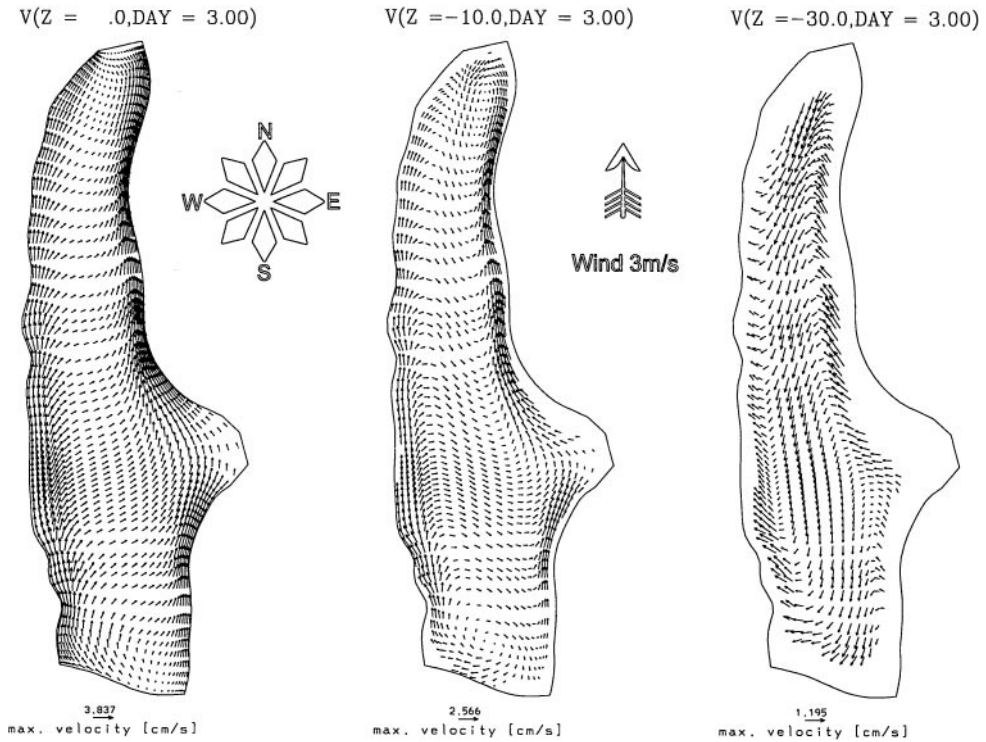 V(Z =    .0,DAY = 3.00)
V(Z =−10.0,DAY = 3.00)
V(Z =−30.0,DAY = 3.00)
N
W E
S
Wind 3m/s
3.837
max. velocity [cm/s]
2.566
max. velocity [cm/s]
1.195
max. velocity [cm/s]